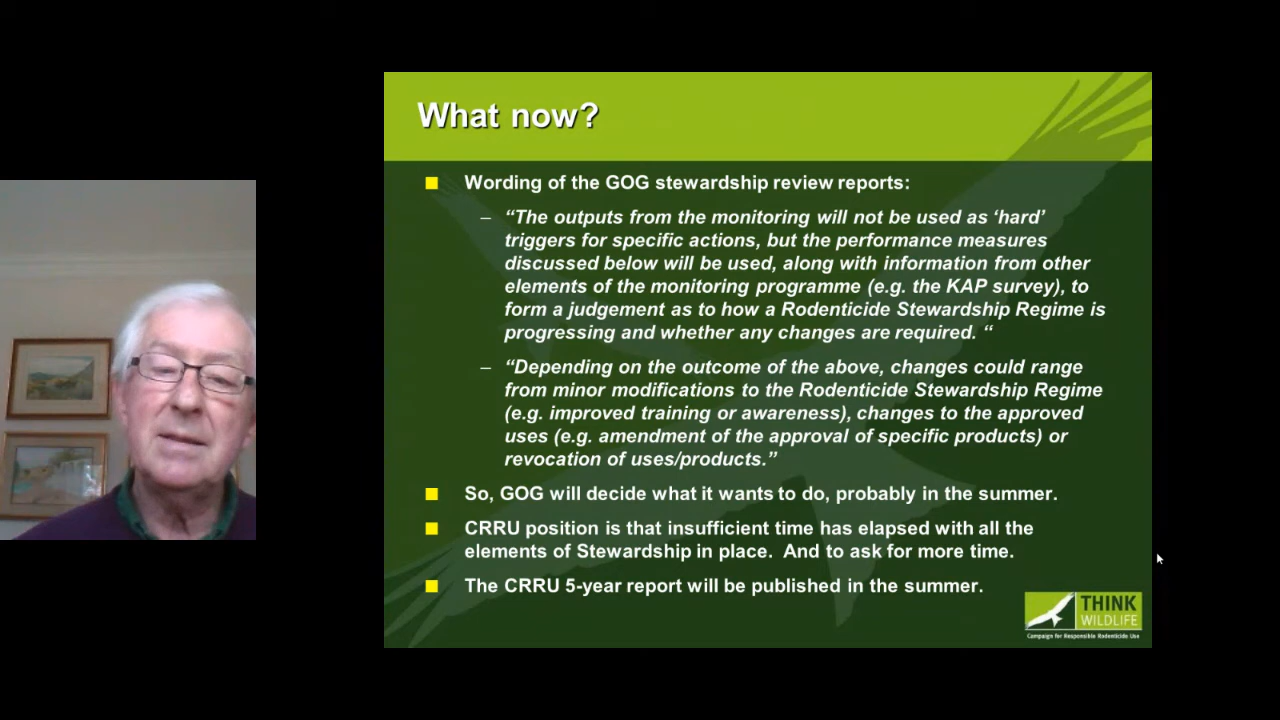 What now?
Wording of the GOG stewardship review reports:
– “The outputs from the monitoring will not be used as ‘hard’
triggers for specific actions, but the performance measures
discussed below will be used, along with information from other
elements of the monitoring programme (e.g. the KAP survey), to
form a judgement as to how a Rodenticide Stewardship Regime is
progressing and whether any changes are required. “
– “Depending on the outcome of the above, changes could range
from minor modifications to the Rodenticide Stewardship Regime
(e.g. improved training or awareness), changes to the approved
uses (e.g. amendment of the approval of specific products) or
revocation of uses/products.”
So, GOG will decide what it wants to do, probably in the summer.
CRRU position is that insufficient time has elapsed with all the
elements of Stewardship in place.  And to ask for more time.
The CRRU 5-year report will be published in the summer.
THINK
WILDLIFE
Campaign for Responsible Rodenticide Use